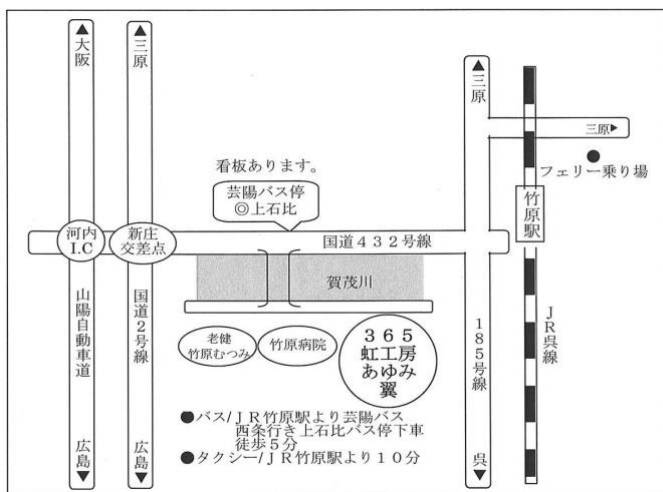 ▲大阪
▲三原
▲三原
三原▶
●
フェリー乗り場
看板あります。
芸陽バス停
◎上石比
河内
I.C
新庄
交差点
国道432号線
竹原駅
賀茂川
山陽自動車道
国道2号線
185号線
JR呉線
老健
竹原むつみ
竹原病院
365
虹工房
あゆみ
翼
●バス/JR竹原駅より芸陽バス
西条行き上石比バス停下車
徒歩5分
●タクシー/JR竹原駅より10分
広島▼
広島▼
呉▼